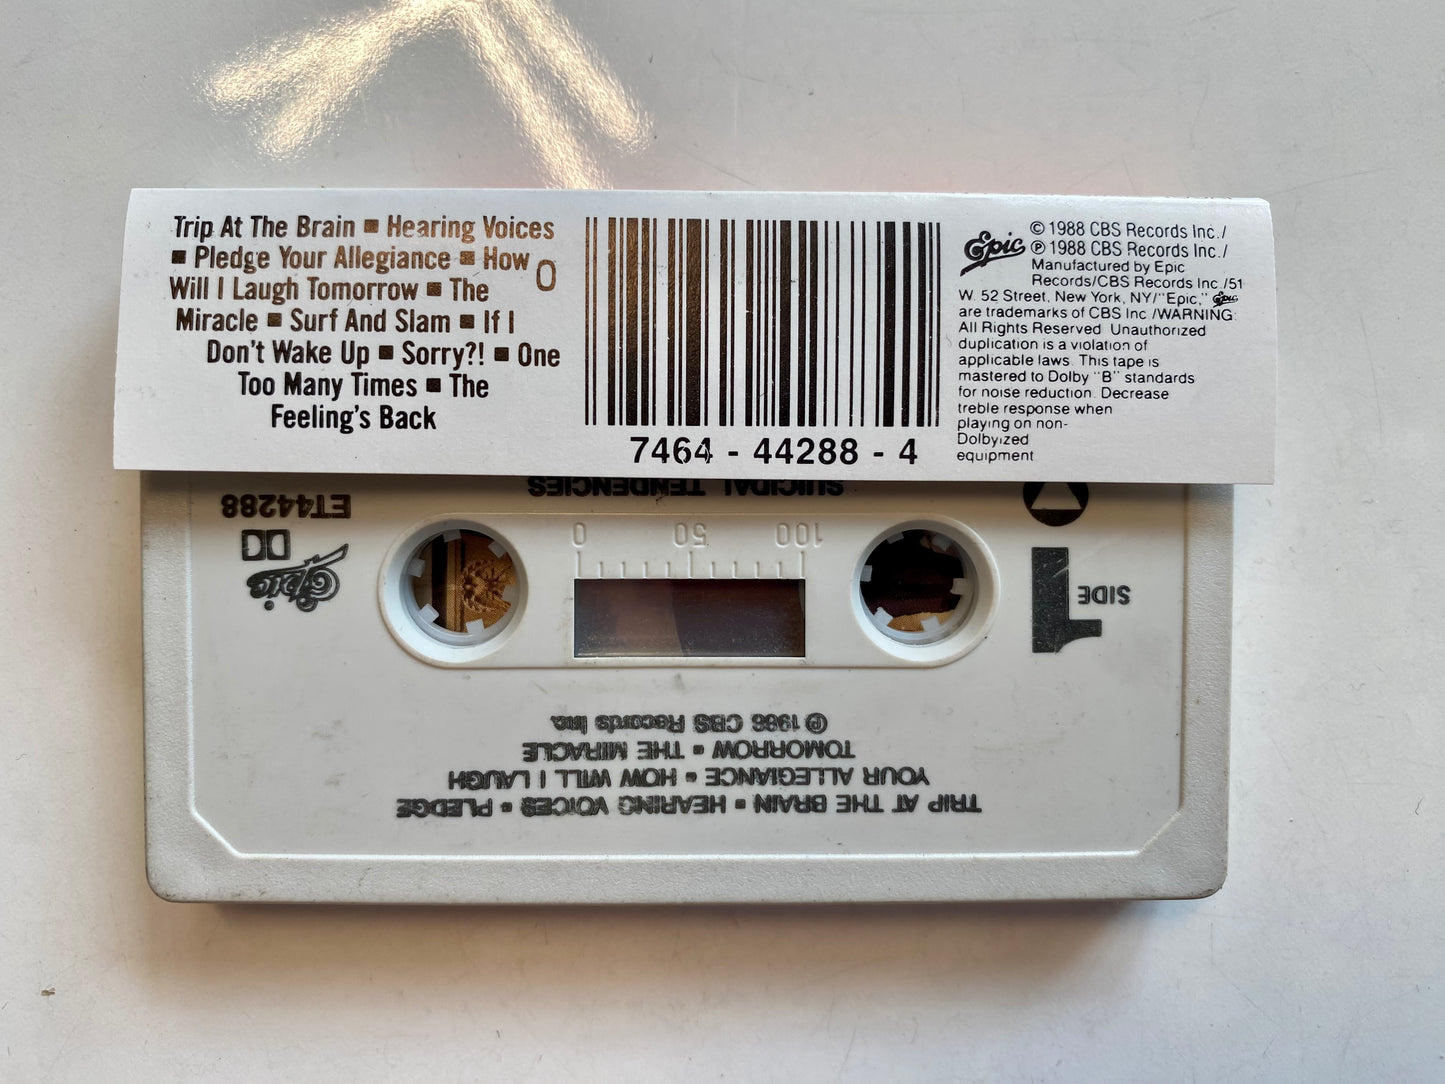 Trip At The Brain ■ Hearing Voices
■ Pledge Your Allegiance ■ How
Will I Laugh Tomorrow ■ The
Miracle ■ Surf And Slam ■ If I
Don't Wake Up ■ Sorry?! ■ One
Too Many Times ■ The
Feeling's Back
0
7464 - 44288 - 4
Epic
© 1988 CBS Records Inc./
℗ 1988 CBS Records Inc./
Manufactured by Epic
Records/CBS Records Inc./51
W. 52 Street, New York, NY/"Epic," Epic
are trademarks of CBS Inc./WARNING:
All Rights Reserved. Unauthorized
duplication is a violation of
applicable laws. This tape is
mastered to Dolby "B" standards
for noise reduction. Decrease
treble response when
playing on non-
Dolbyized
equipment
TRIP AT THE BRAIN ▪ HEARING VOICES ▪ PLEDGE
YOUR ALLEGIANCE ▪ HOW WILL I LAUGH
TOMORROW ▪ THE MIRACLE
℗ 1988 CBS Records Inc.
SIDE 1
100 50 0
Epic
ET44288
SUICIDAL TENDENCIES